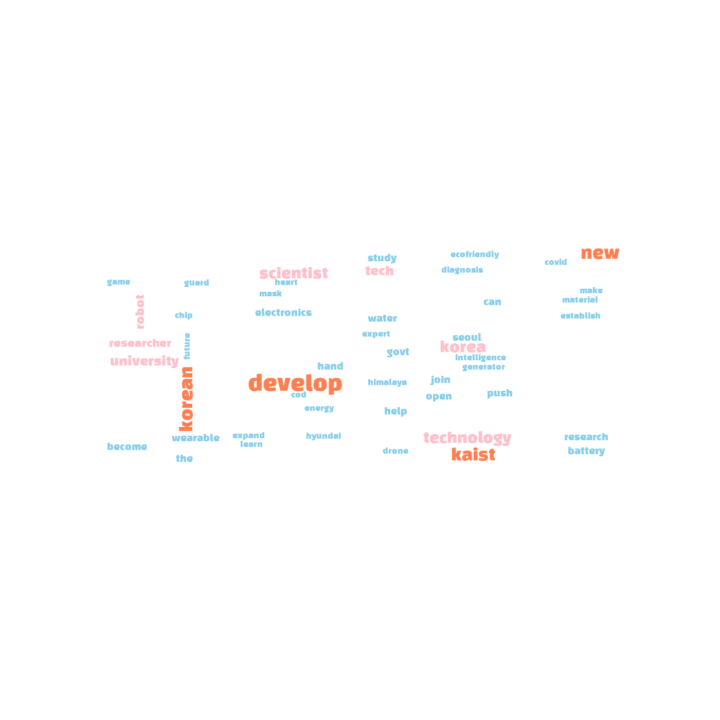 new
study
ecofriendly
covid
scientist
tech
diagnosis
game
guard
heart
mask
make
material
can
robot
chip
electronics
water
establish
expert
seoul
researcher
future
govt
korea
university
intelligence
generator
hand
korean
develop
himalaya
join
cod
open
push
energy
help
wearable
expand
hyundai
technology
research
become
learn
drone
kaist
battery
the